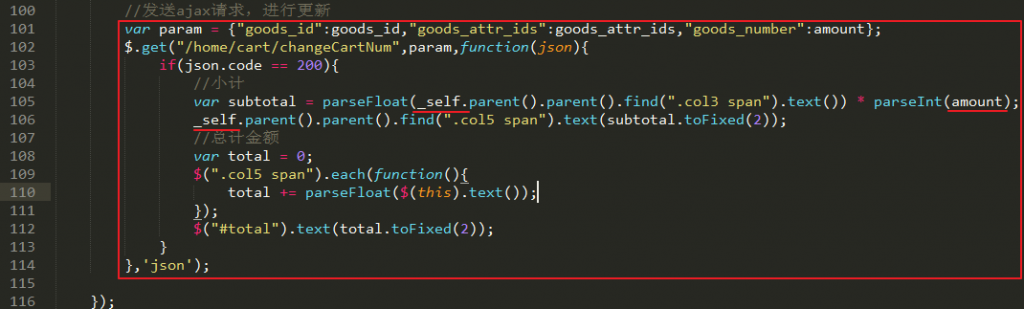 100 //发送ajax请求，进行更新
101 var param = {"goods_id":goods_id,"goods_attr_ids":goods_attr_ids,"goods_number":amount};
102 $.get("/home/cart/changeCartNum",param,function(json){
103 if(json.code == 200){
104 //小计
105 var subtotal = parseFloat(_self.parent().parent().find(".col3 span").text()) * parseInt(amount);
106 _self.parent().parent().find(".col5 span").text(subtotal.toFixed(2));
107 //总计金额
108 var total = 0;
109 $(".col5 span").each(function(){
110 total += parseFloat($(this).text());
111 });
112 $("#total").text(total.toFixed(2));
113 }
114 },'json');
115
116 });